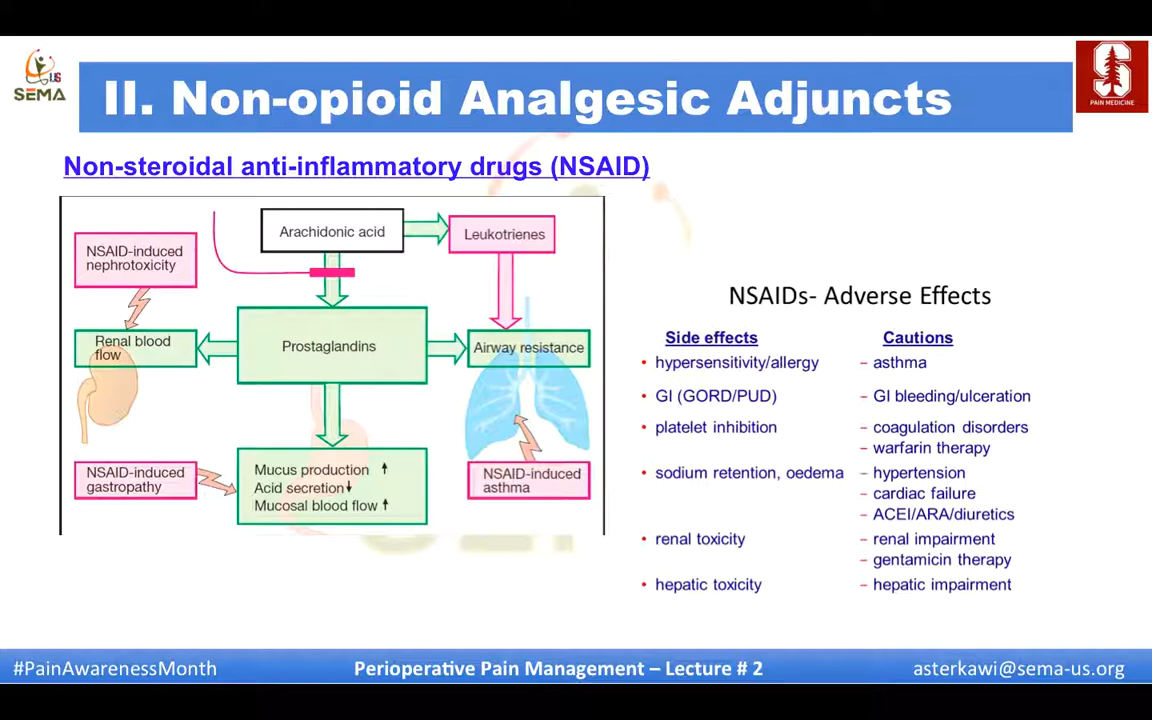 US
SEMA
II. Non-opioid Analgesic Adjuncts
S
PAIN MEDICINE
Non-steroidal anti-inflammatory drugs (NSAID)
Arachidonic acid
Leukotrienes
NSAID-induced
nephrotoxicity
Renal blood
flow
Prostaglandins
Airway resistance
NSAID-induced
gastropathy
Mucus production ↑
Acid secretion↓
Mucosal blood flow ↑
NSAID-induced
asthma
NSAIDs- Adverse Effects
Side effects Cautions
• hypersensitivity/allergy – asthma
• GI (GORD/PUD) – GI bleeding/ulceration
• platelet inhibition – coagulation disorders
– warfarin therapy
• sodium retention, oedema – hypertension
– cardiac failure
– ACEI/ARA/diuretics
• renal toxicity – renal impairment
– gentamicin therapy
• hepatic toxicity – hepatic impairment
#PainAwarenessMonth
Perioperative Pain Management – Lecture # 2
asterkawi@sema-us.org